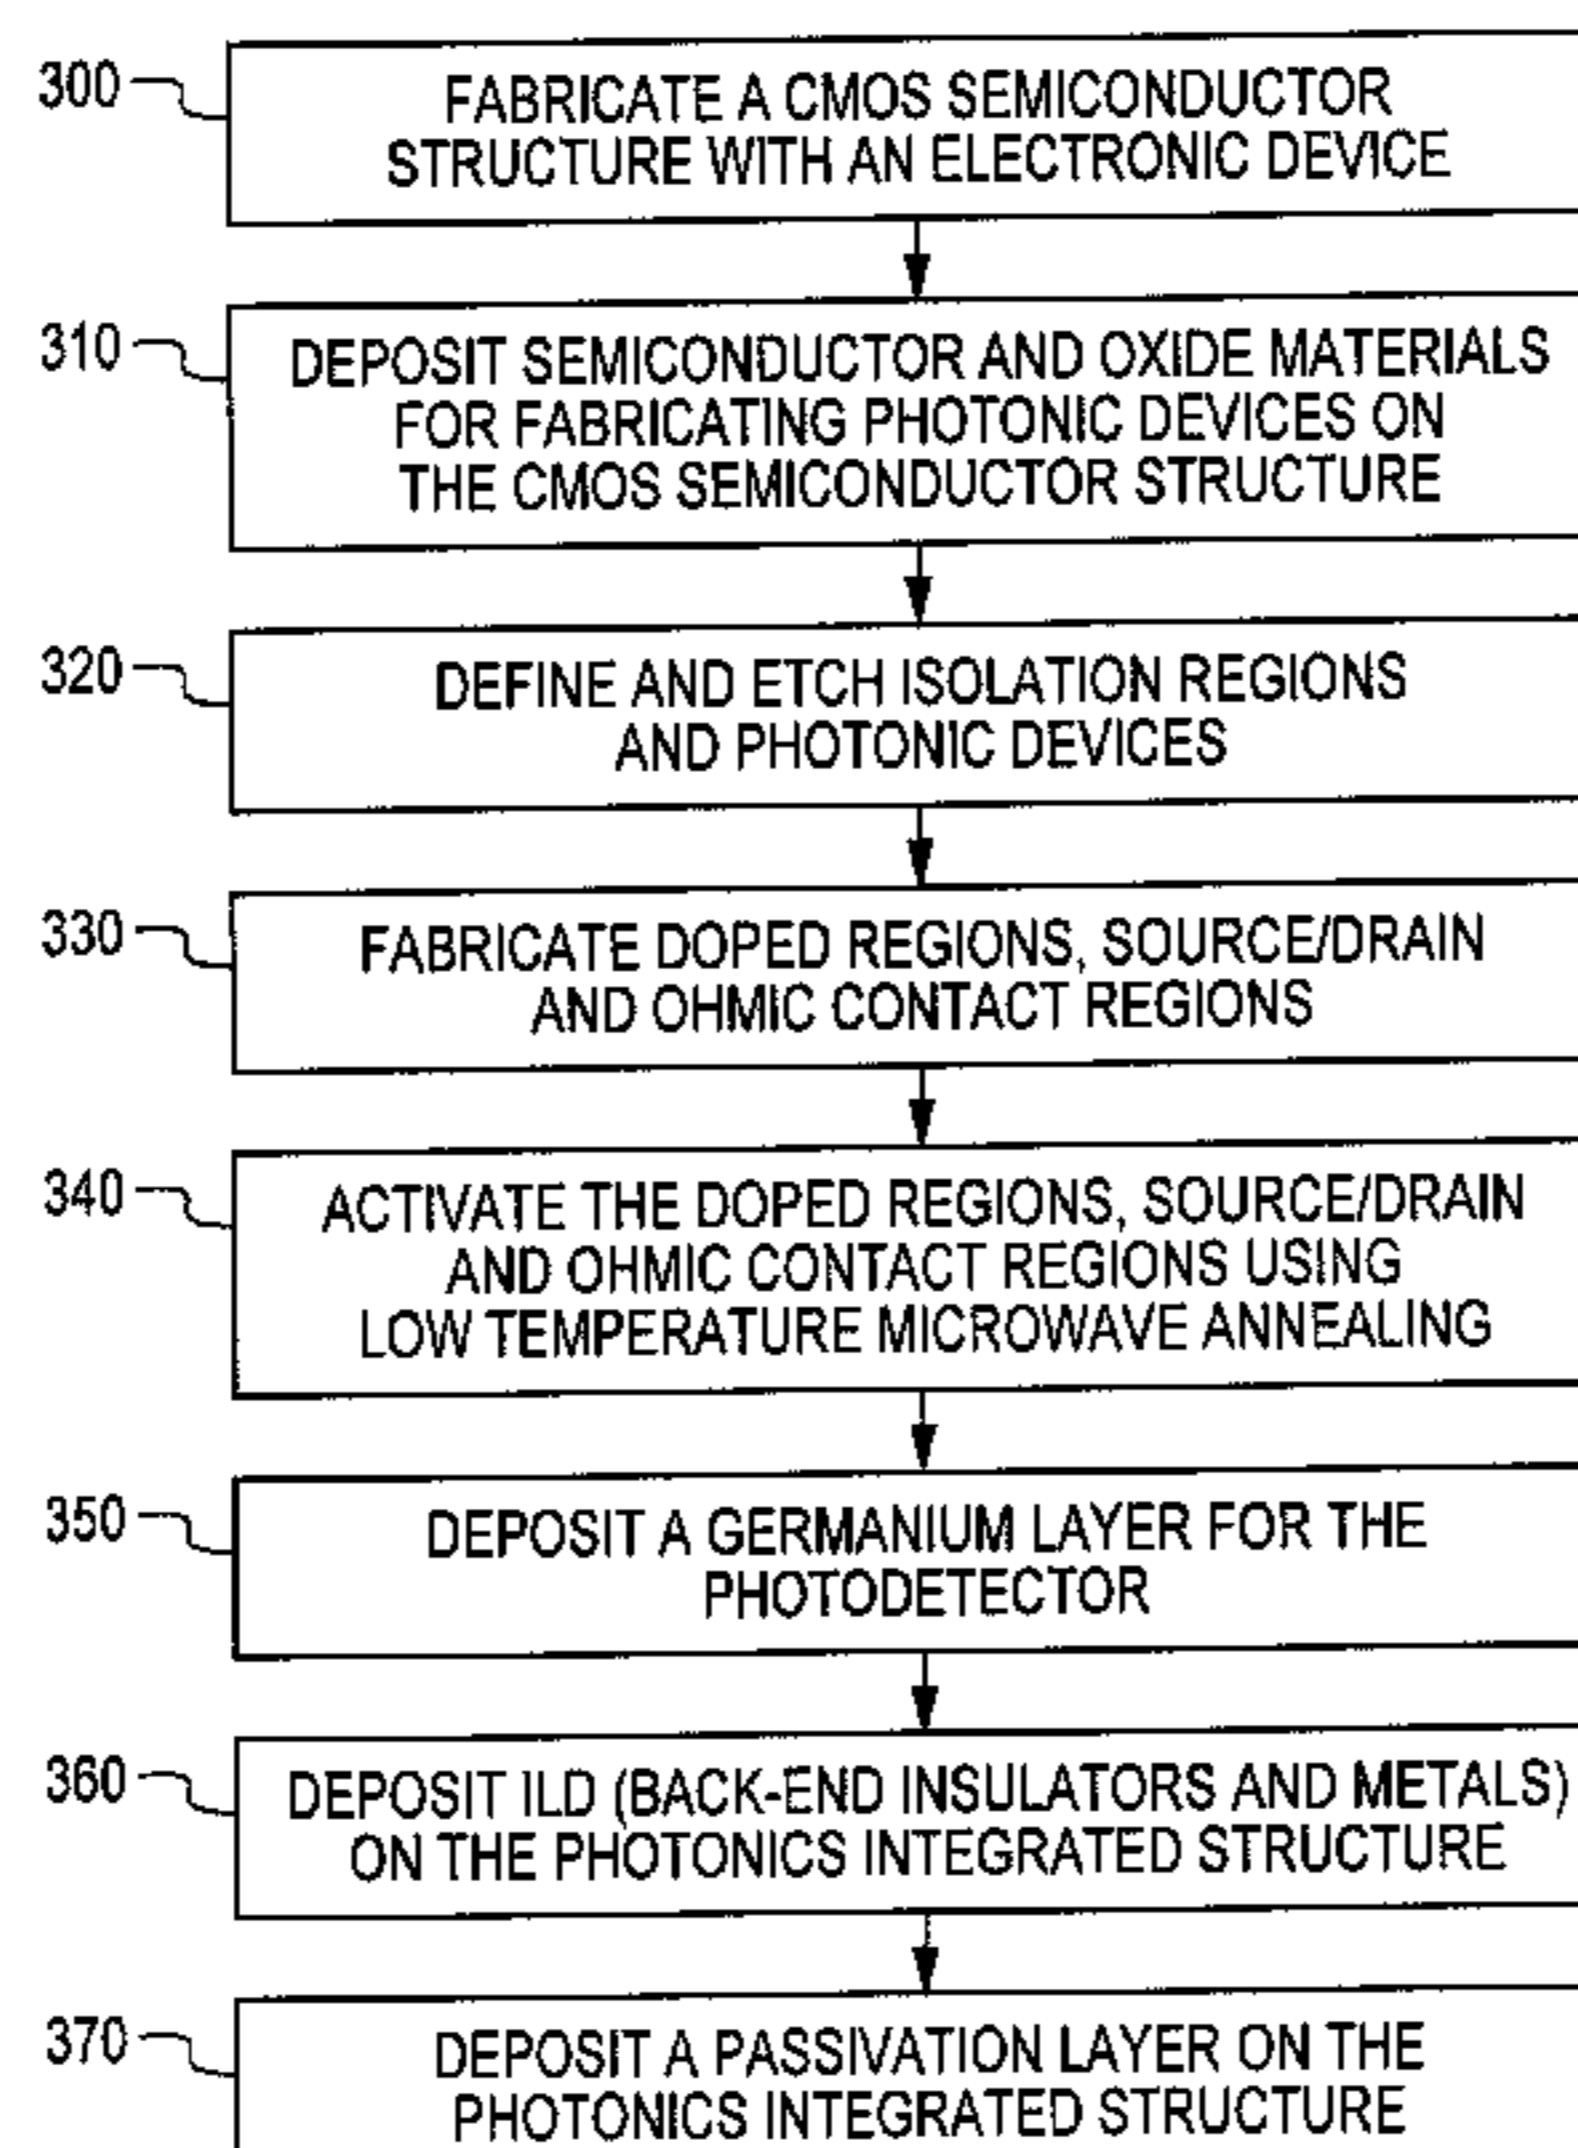 300
FABRICATE A CMOS SEMICONDUCTOR
STRUCTURE WITH AN ELECTRONIC DEVICE
310
DEPOSIT SEMICONDUCTOR AND OXIDE MATERIALS
FOR FABRICATING PHOTONIC DEVICES ON
THE CMOS SEMICONDUCTOR STRUCTURE
320
DEFINE AND ETCH ISOLATION REGIONS
AND PHOTONIC DEVICES
330
FABRICATE DOPED REGIONS, SOURCE/DRAIN
AND OHMIC CONTACT REGIONS
340
ACTIVATE THE DOPED REGIONS, SOURCE/DRAIN
AND OHMIC CONTACT REGIONS USING
LOW TEMPERATURE MICROWAVE ANNEALING
350
DEPOSIT A GERMANIUM LAYER FOR THE
PHOTODETECTOR
360
DEPOSIT ILD (BACK-END INSULATORS AND METALS)
ON THE PHOTONICS INTEGRATED STRUCTURE
370
DEPOSIT A PASSIVATION LAYER ON THE
PHOTONICS INTEGRATED STRUCTURE